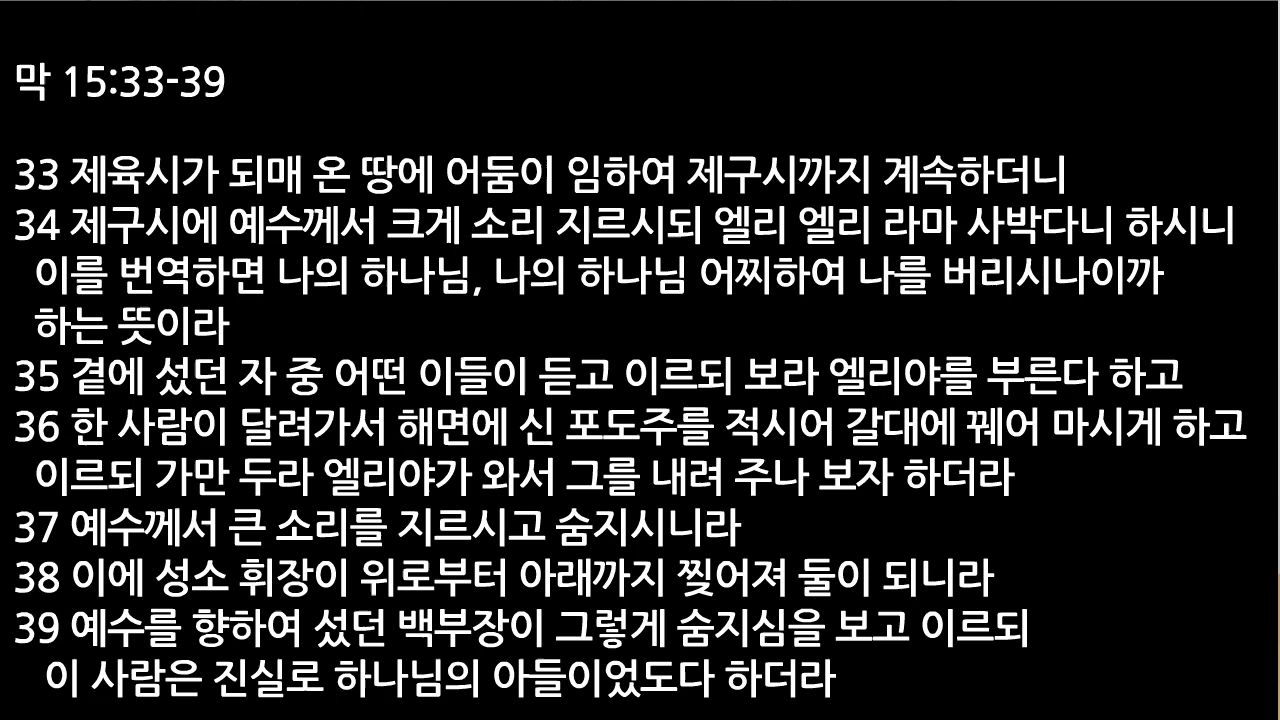 막 15:33-39
33 제육시가 되매 온 땅에 어둠이 임하여 제구시까지 계속하더니
34 제구시에 예수께서 크게 소리 지르시되 엘리 엘리 라마 사박다니 하시니
이를 번역하면 나의 하나님, 나의 하나님 어찌하여 나를 버리시나이까
하는 뜻이라
35 곁에 섰던 자 중 어떤 이들이 듣고 이르되 보라 엘리야를 부른다 하고
36 한 사람이 달려가서 해면에 신 포도주를 적시어 갈대에 꿰어 마시게 하고
이르되 가만 두라 엘리야가 와서 그를 내려 주나 보자 하더라
37 예수께서 큰 소리를 지르시고 숨지시니라
38 이에 성소 휘장이 위로부터 아래까지 찢어져 둘이 되니라
39 예수를 향하여 섰던 백부장이 그렇게 숨지심을 보고 이르되
이 사람은 진실로 하나님의 아들이었도다 하더라